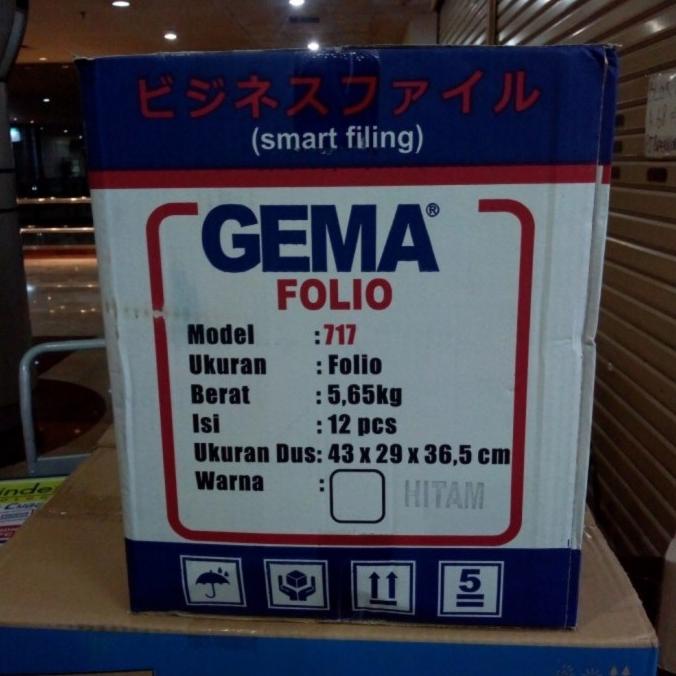 ビジネスファイル
(smart filing)
GEMA®
FOLIO
Model : 717
Ukuran : Folio
Berat : 5,65kg
Isi : 12 pcs
Ukuran Dus: 43 x 29 x 36,5 cm
Warna : HITAM
5